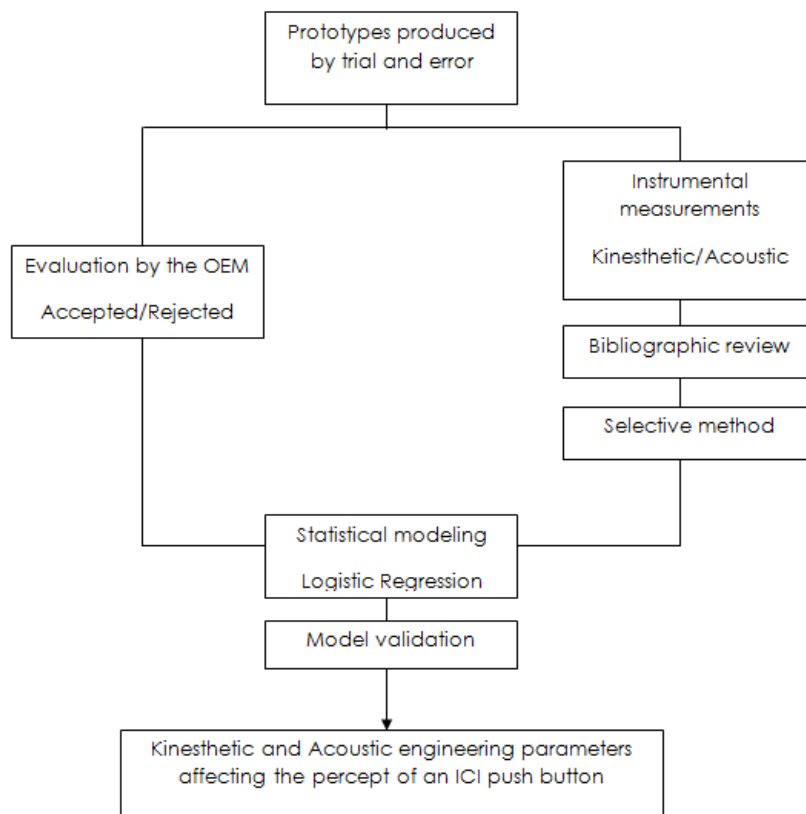 Prototypes produced
by trial and error
Instrumental
measurements
Kinesthetic/Acoustic
Evaluation by the OEM
Accepted/Rejected
Bibliographic review
Selective method
Statistical modeling
Logistic Regression
Model validation
Kinesthetic and Acoustic engineering parameters
affecting the percept of an ICI push button